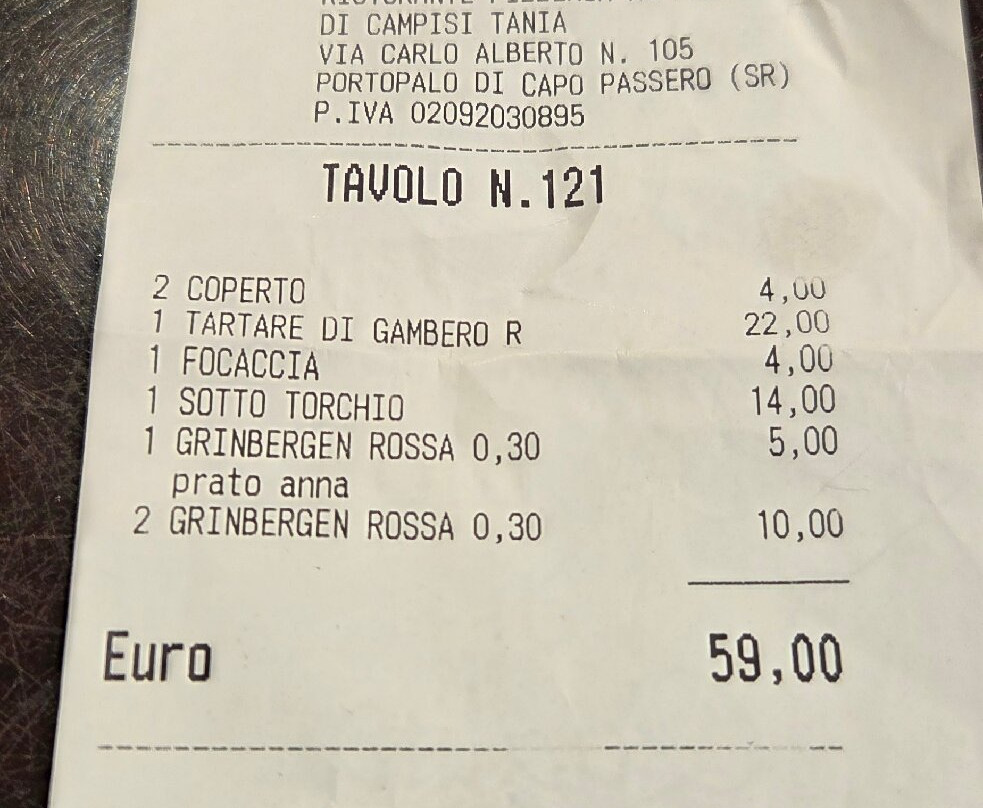 DI CAMPISI TANIA
VIA CARLO ALBERTO N. 105
PORTOPALO DI CAPO PASSERO (SR)
P.IVA 02092030895
TAVOLO N.121
2 COPERTO 4,00
1 TARTARE DI GAMBERO R 22,00
1 FOCACCIA 4,00
1 SOTTO TORCHIO 14,00
1 GRINBERGEN ROSSA 0,30 5,00
prato anna
2 GRINBERGEN ROSSA 0,30 10,00
Euro 59,00